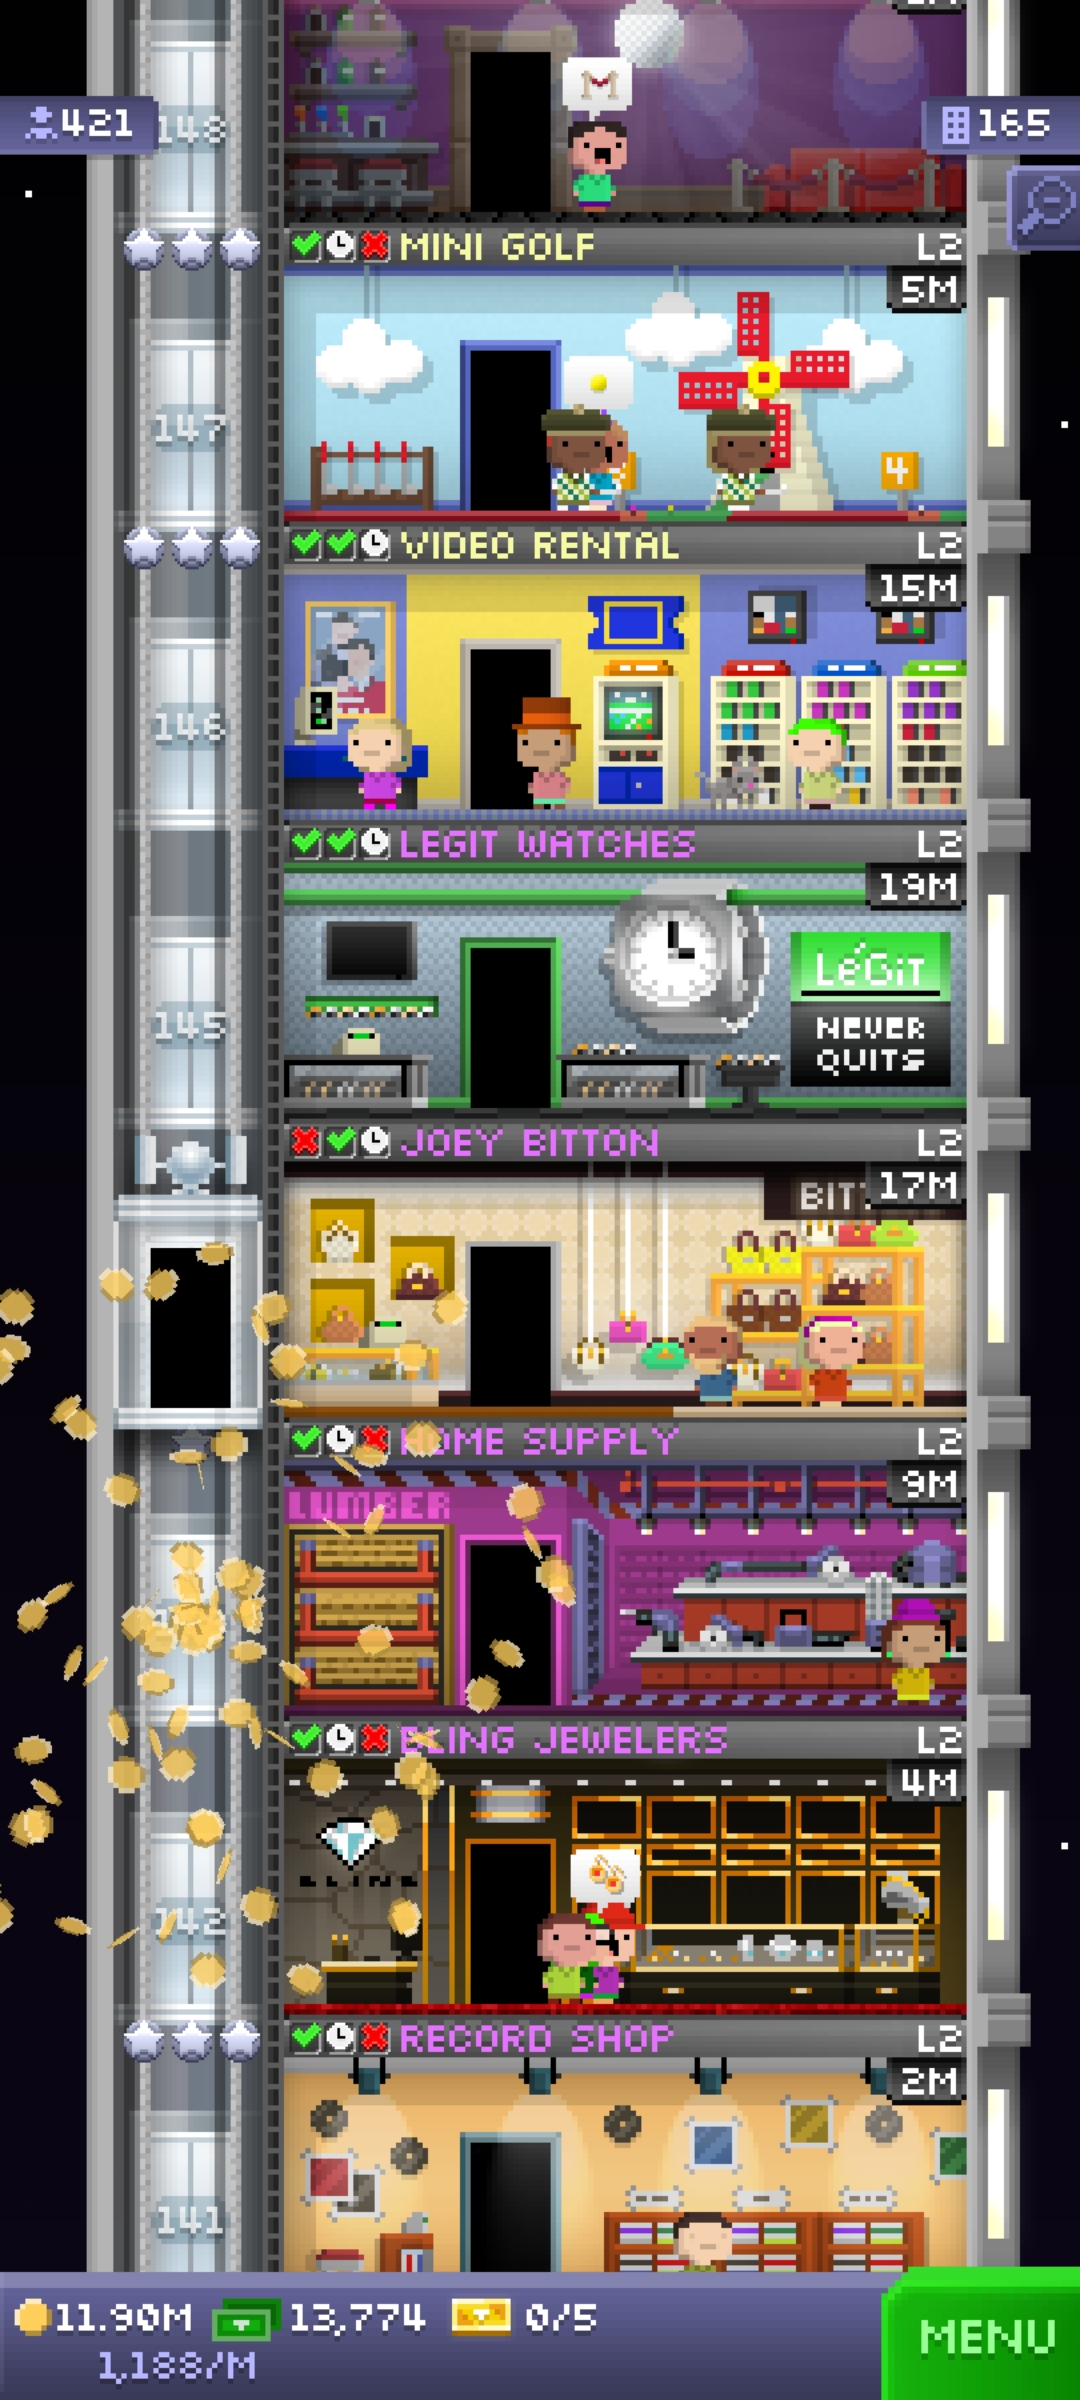 148
421
165
MINI GOLF L2
5M
147
4
VIDEO RENTAL L2
15M
146
LEGIT WATCHES L2
19M
LéGiT
NEVER
QUITS
145
JOEY BITTON L2
17M
BIT
HOME SUPPLY L2
9M
LUMBER
BLING JEWELERS L2
4M
BLING
142
RECORD SHOP L2
2M
141
11.90M 13,774 0/5
1,188/M
MENU